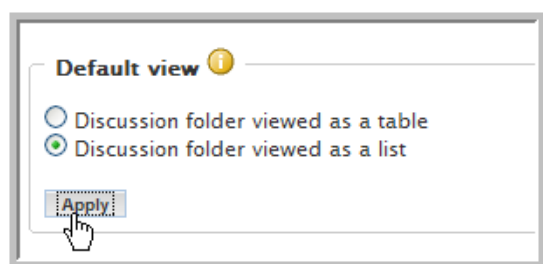 Default view
Discussion folder viewed as a table
Discussion folder viewed as a list
Apply